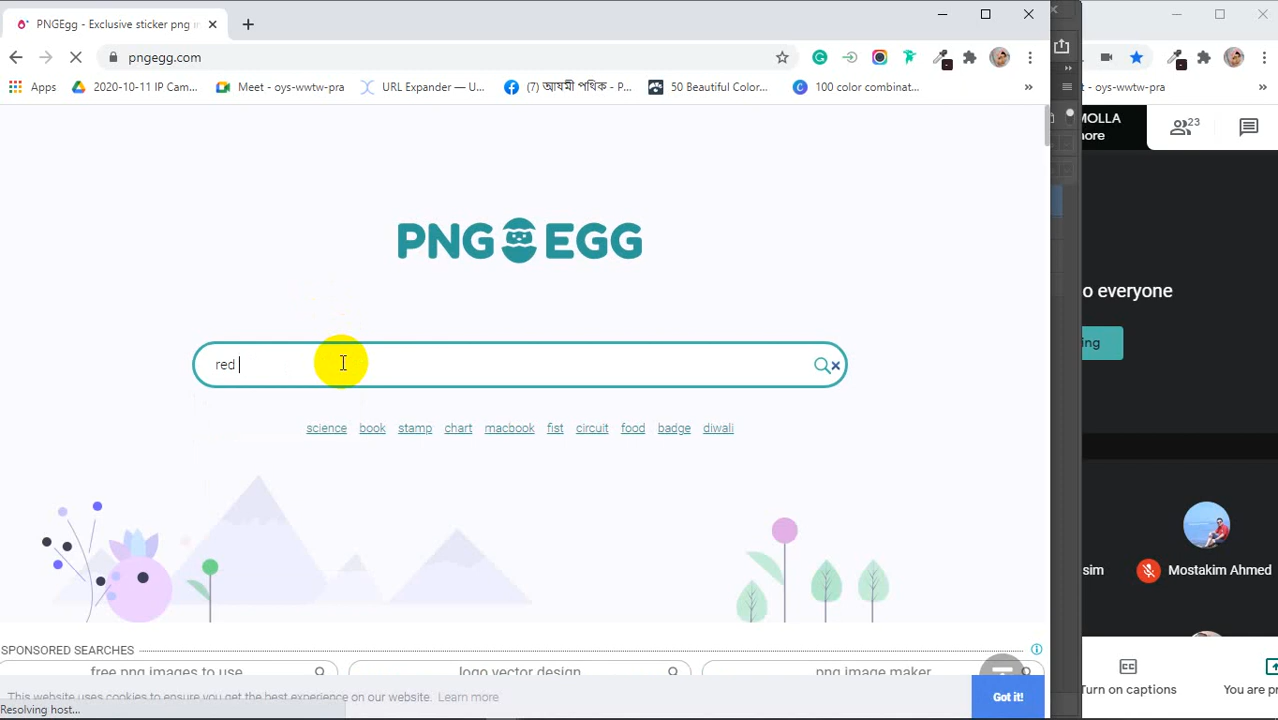 PNGEgg - Exclusive sticker png i
pngegg.com
Apps
2020-10-11 IP Cam...
Meet - oys-wwtw-pra
URL Expander — U...
(7) আযমী পথিক - P...
50 Beautiful Color...
100 color combinat...
»
- oys-wwtw-pra
»
MOLLA
ore
23
PNG EGG
o everyone
ing
red
science book stamp chart macbook fist circuit food badge diwali
sim
Mostakim Ahmed
SPONSORED SEARCHES
free png images to use
logo vector design
png image maker
This website uses cookies to ensure you get the best experience on our website. Learn more
Got it!
Resolving host...
CC
Turn on captions
You are pr